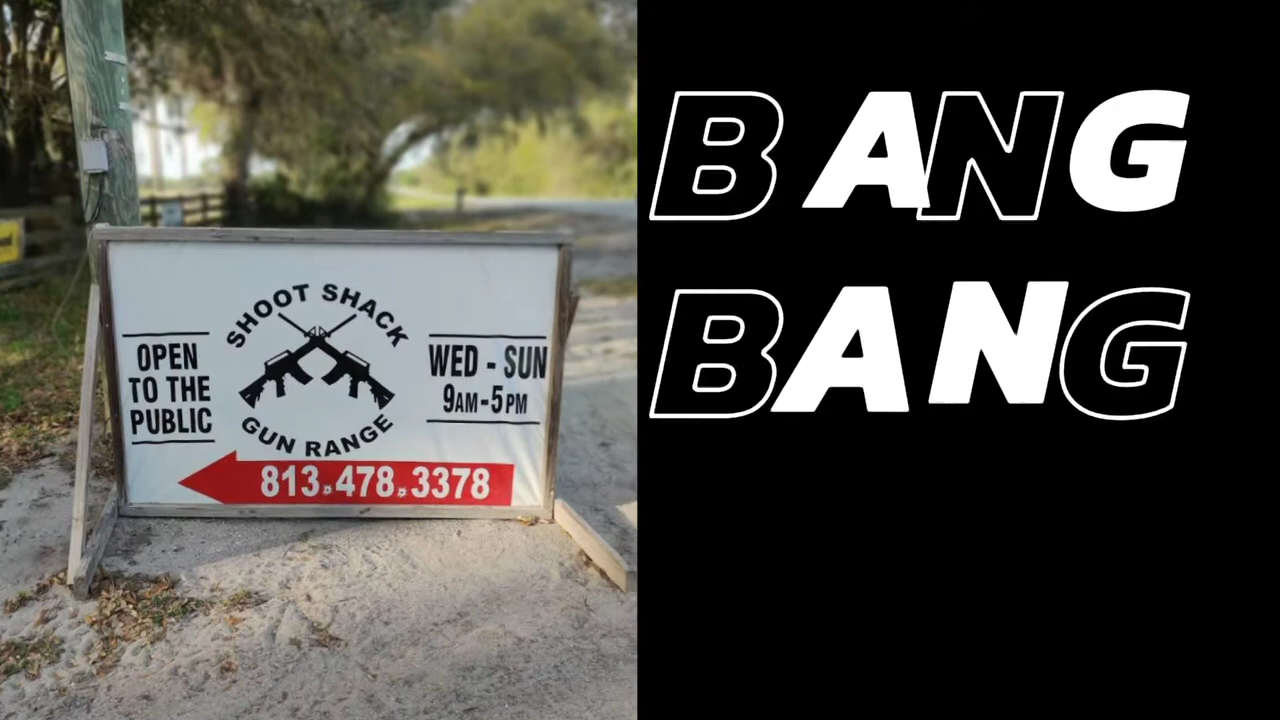 SHOOT SHACK
GUN RANGE
OPEN
TO THE
PUBLIC
WED - SUN
9AM-5PM
813.478.3378
BANG
BANG